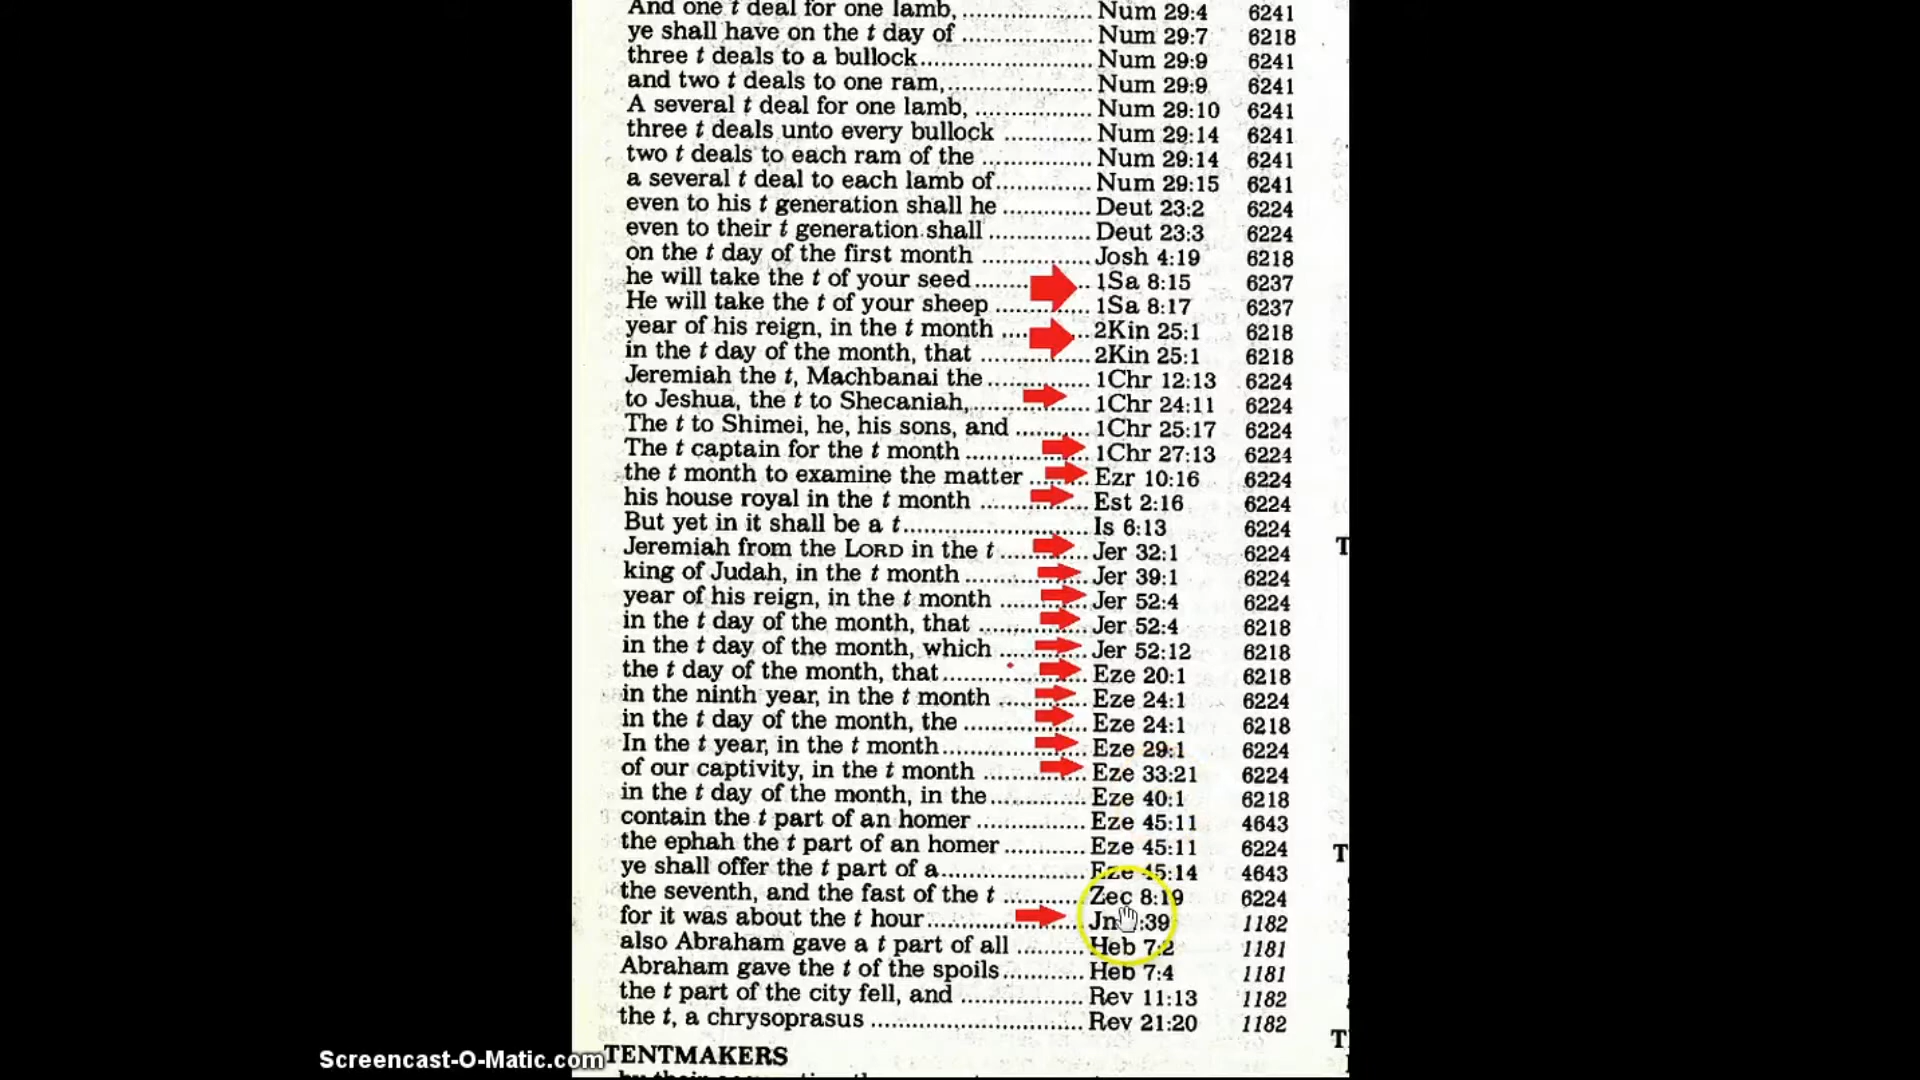 And one t deal for one lamb, ................ Num 29:4 6241
ye shall have on the t day of ................ Num 29:7 6218
three t deals to a bullock...................... Num 29:9 6241
and two t deals to one ram,................... Num 29:9 6241
A several t deal for one lamb, ............... Num 29:10 6241
three t deals unto every bullock ........... Num 29:14 6241
two t deals to each ram of the .............. Num 29:14 6241
a several t deal to each lamb of............ Num 29:15 6241
even to his t generation shall he ........... Deut 23:2 6224
even to their t generation shall ............. Deut 23:3 6224
on the t day of the first month .............. Josh 4:19 6218
he will take the t of your seed............... 1Sa 8:15 6237
He will take the t of your sheep ............ 1Sa 8:17 6237
year of his reign, in the t month ........... 2Kin 25:1 6218
in the t day of the month, that .............. 2Kin 25:1 6218
Jeremiah the t, Machbanai the............. 1Chr 12:13 6224
to Jeshua, the t to Shecaniah,............... 1Chr 24:11 6224
The t to Shimei, he, his sons, and .......... 1Chr 25:17 6224
The t captain for the t month ................ 1Chr 27:13 6224
the t month to examine the matter ........ Ezr 10:16 6224
his house royal in the t month .............. Est 2:16 6224
But yet in it shall be a t........................ Is 6:13 6224
Jeremiah from the LORD in the t ........... Jer 32:1 6224
king of Judah, in the t month ................ Jer 39:1 6224
year of his reign, in the t month ........... Jer 52:4 6224
in the t day of the month, that .............. Jer 52:4 6218
in the t day of the month, which ........... Jer 52:12 6218
the t day of the month, that................... Eze 20:1 6218
in the ninth year, in the t month ........... Eze 24:1 6224
in the t day of the month, the ................ Eze 24:1 6218
In the t year, in the t month................... Eze 29:1 6224
of our captivity, in the t month .............. Eze 33:21 6224
in the t day of the month, in the............. Eze 40:1 6218
contain the t part of an homer .............. Eze 45:11 4643
the ephah the t part of an homer ........... Eze 45:11 6224
ye shall offer the t part of a.................... Eze 45:14 4643
the seventh, and the fast of the t ........... Zec 8:19 6224
for it was about the t hour..................... Jn :39 1182
also Abraham gave a t part of all .......... Heb 7:2 1181
Abraham gave the t of the spoils........... Heb 7:4 1181
the t part of the city fell, and ................ Rev 11:13 1182
the t, a chrysoprasus ............................ Rev 21:20 1182
TENTMAKERS
Screencast-O-Matic.com